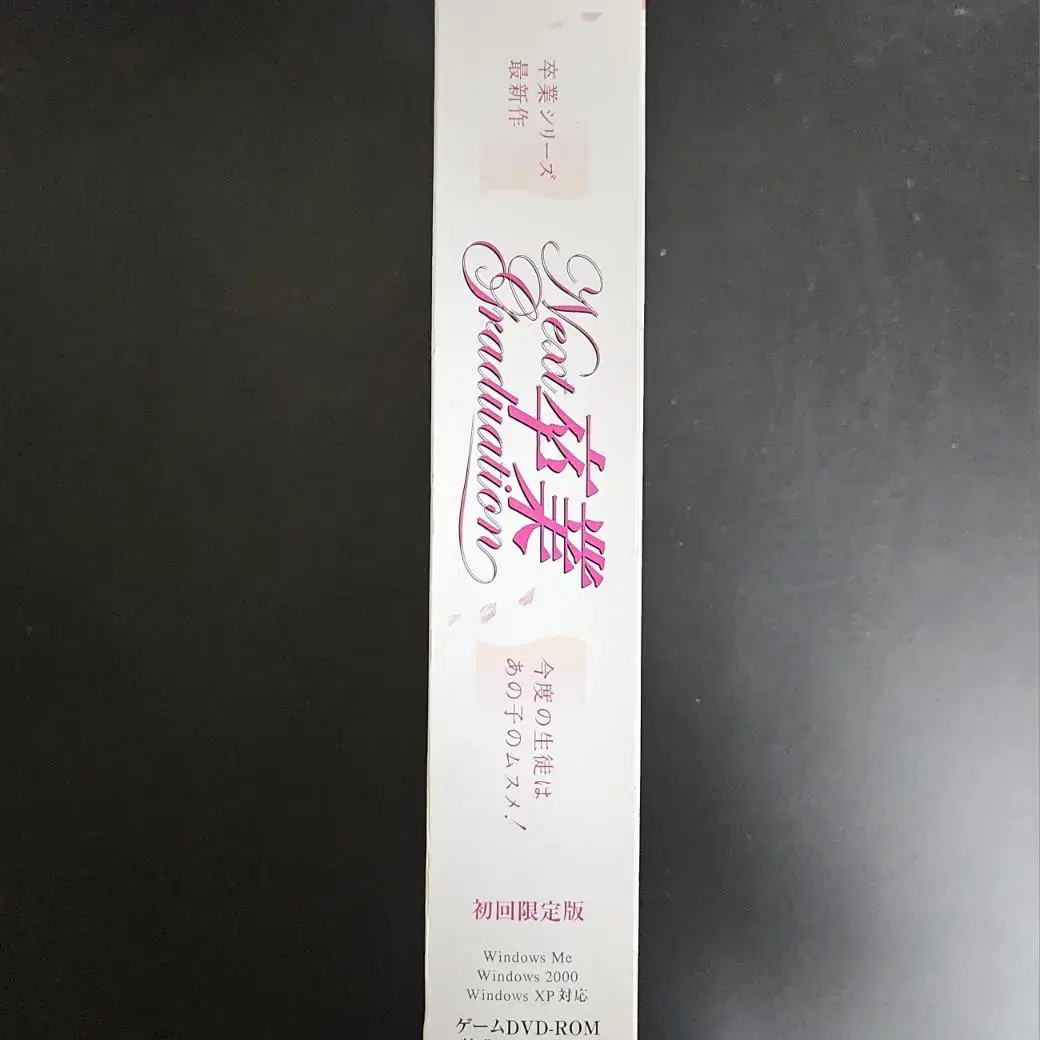 卒業シリーズ
最新作
Next 卒業
Graduation
今度の生徒は
あの子のムスメ！
初回限定版
Windows Me
Windows 2000
Windows XP 対応
ゲームDVD-ROM